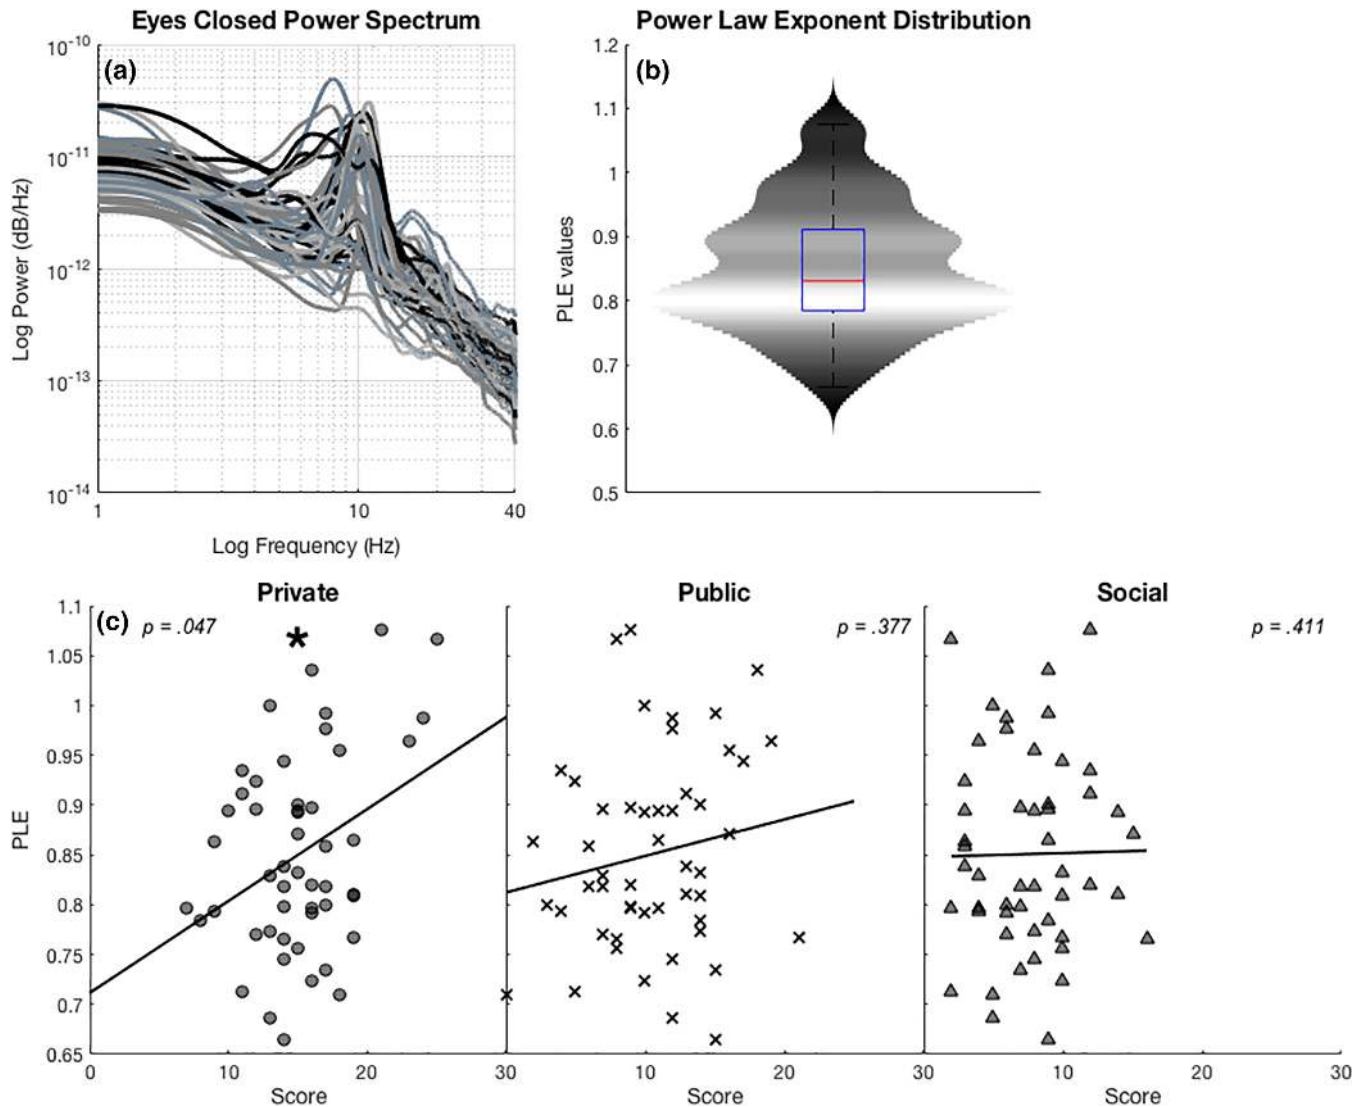 Eyes Closed Power Spectrum
(a)
10-10
10-11
10-12
10-13
10-14
Log Power (dB/Hz)
1
10
40
Log Frequency (Hz)
Power Law Exponent Distribution
(b)
1.2
1.1
1
0.9
0.8
0.7
0.6
0.5
PLE values
Private
(c)
p = .047
*
1.1
1.05
1
0.95
0.9
0.85
0.8
0.75
0.7
0.65
PLE
0
10
20
30
Score
Public
p = .377
10
20
30
Score
Social
p = .411
10
20
30
Score